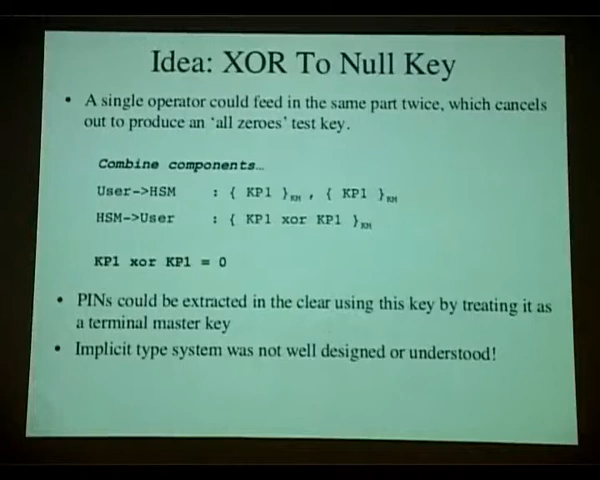 Idea: XOR To Null Key
• A single operator could feed in the same part twice, which cancels
out to produce an 'all zeroes' test key.
Combine components…
User->HSM : { KP1 }KM , { KP1 }KM
HSM->User : { KP1 xor KP1 }KM
KP1 xor KP1 = 0
• PINs could be extracted in the clear using this key by treating it as
a terminal master key
• Implicit type system was not well designed or understood!